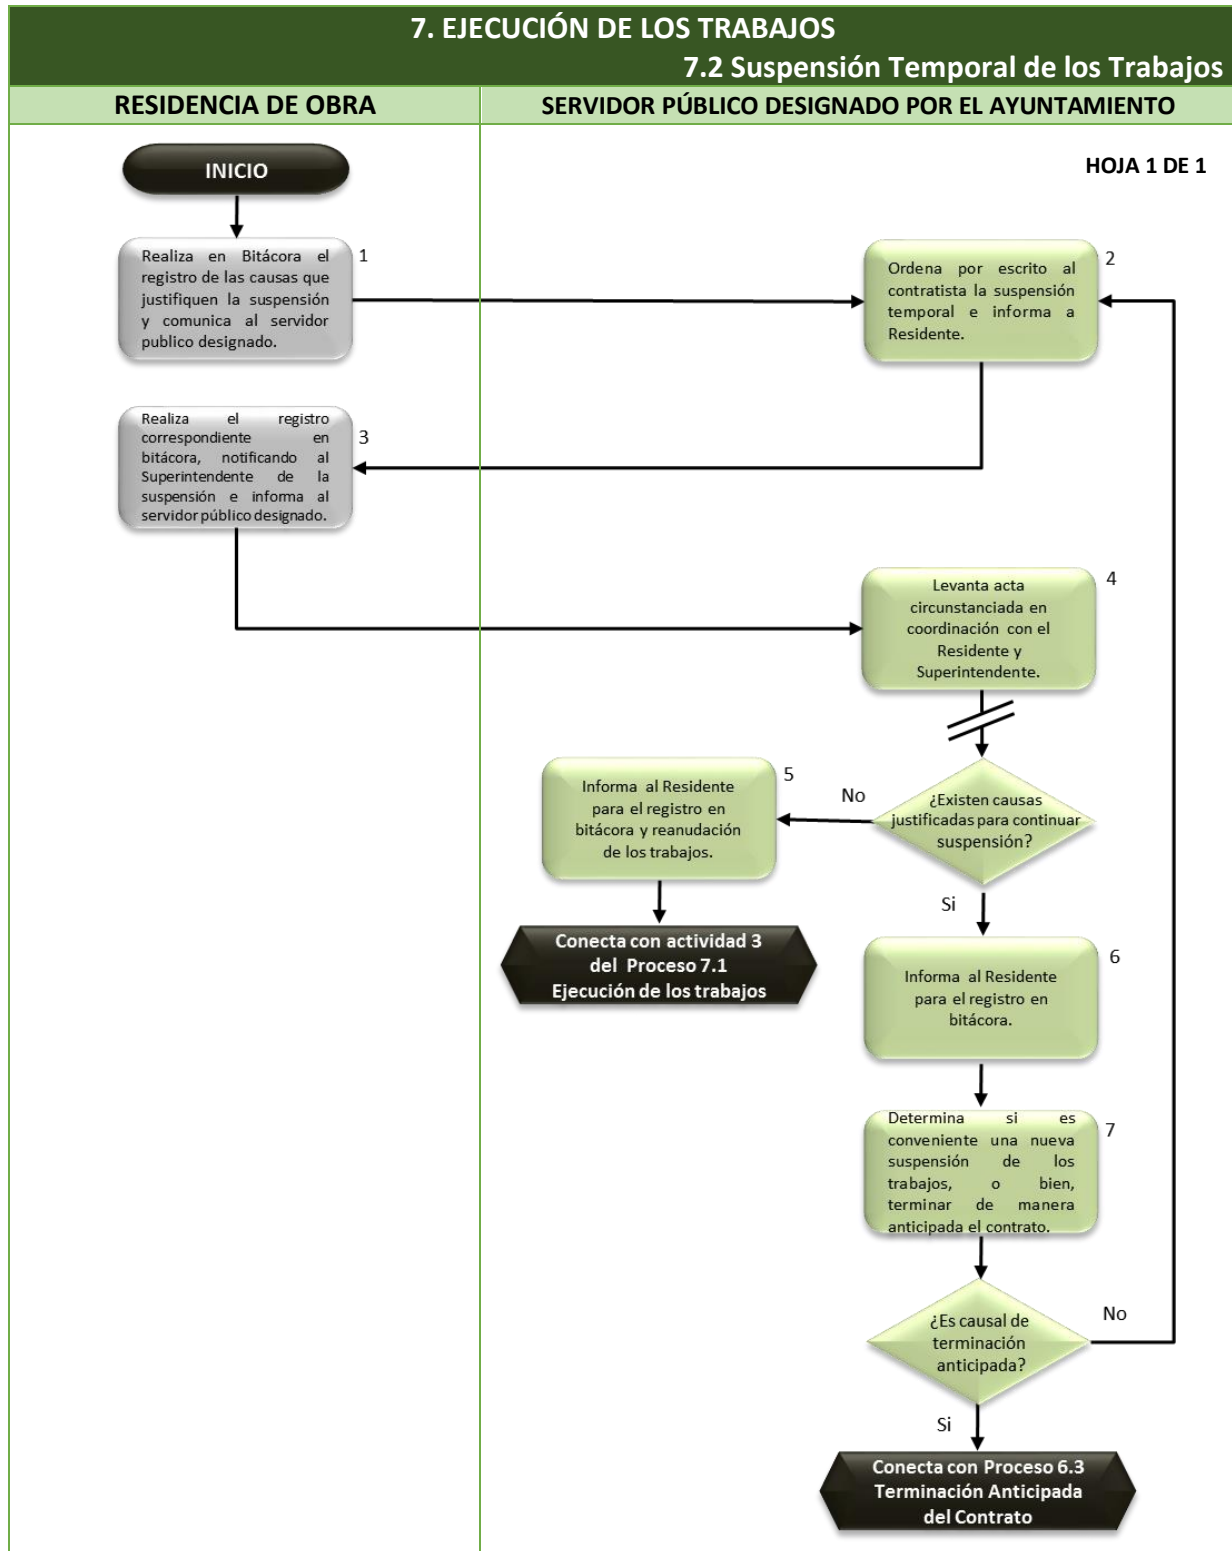 7. EJECUCIÓN DE LOS TRABAJOS
7.2 Suspensión Temporal de los Trabajos
RESIDENCIA DE OBRA
SERVIDOR PÚBLICO DESIGNADO POR EL AYUNTAMIENTO
HOJA 1 DE 1
INICIO
Realiza en Bitácora el
registro de las causas que
justifiquen la suspensión
y comunica al servidor
publico designado.
1
Ordena por escrito al
contratista la suspensión
temporal e informa a
Residente.
2
Realiza el registro
correspondiente en
bitácora, notificando al
Superintendente de la
suspensión e informa al
servidor público designado.
3
Levanta acta
circunstanciada en
coordinación con el
Residente y
Superintendente.
4
¿Existen causas
justificadas para continuar
suspensión?
No
Informa al Residente
para el registro en
bitácora y reanudación
de los trabajos.
5
Conecta con actividad 3
del Proceso 7.1
Ejecución de los trabajos
Si
Informa al Residente
para el registro en
bitácora.
6
Determina si es
conveniente una nueva
suspensión de los
trabajos, o bien,
terminar de manera
anticipada el contrato.
7
¿Es causal de
terminación
anticipada?
No
Si
Conecta con Proceso 6.3
Terminación Anticipada
del Contrato